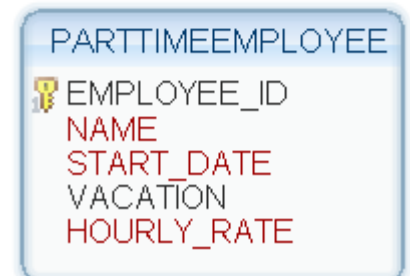 PARTTIMEEMPLOYEE
EMPLOYEE_ID
NAME
START_DATE
VACATION
HOURLY_RATE